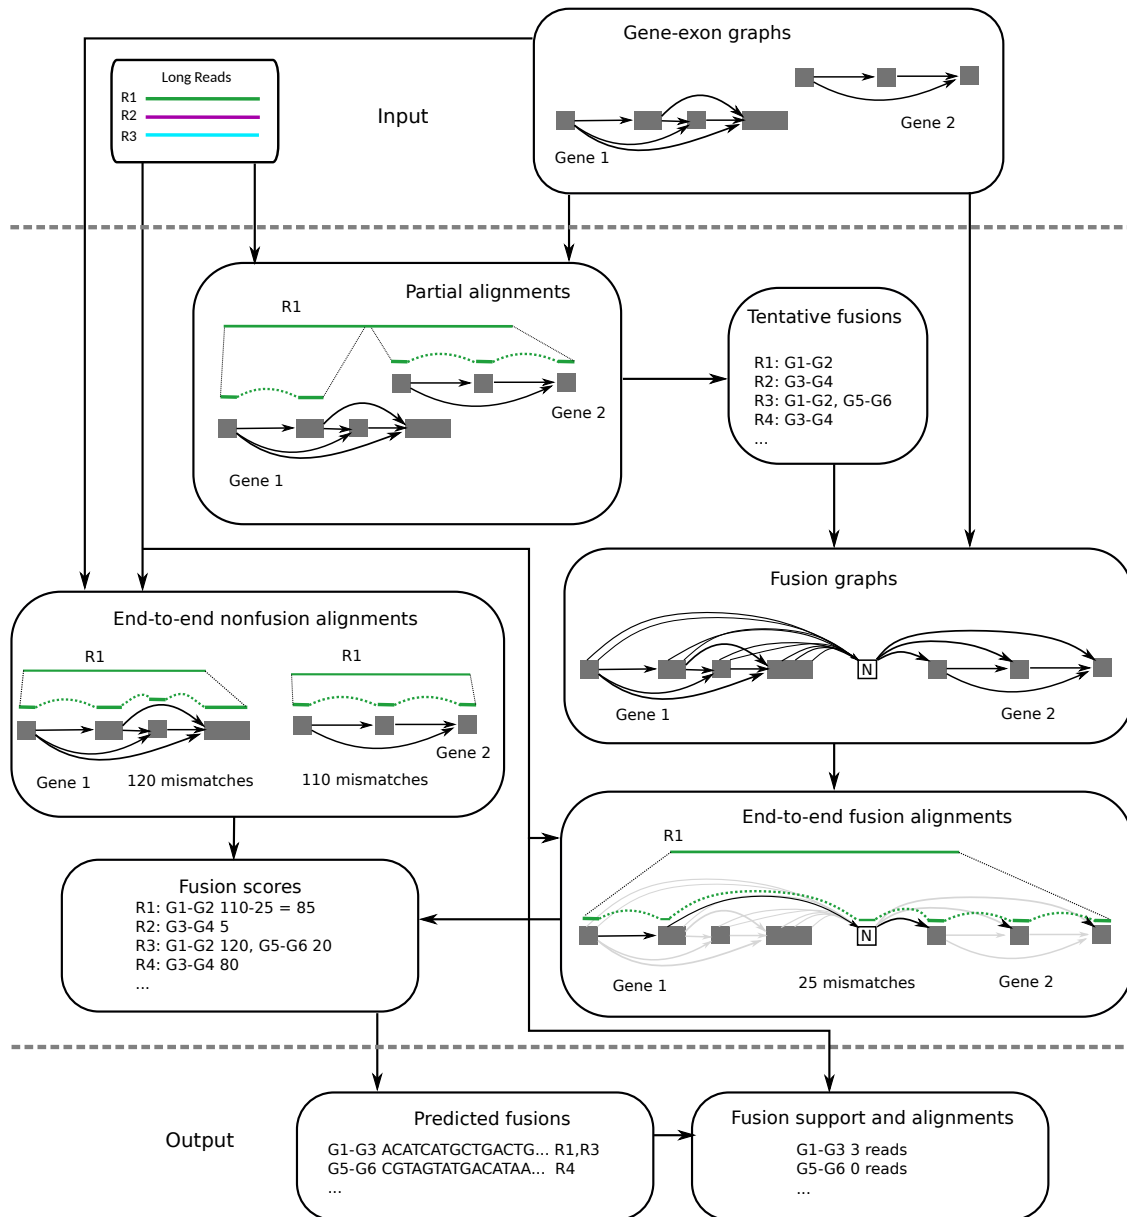 Gene-exon graphs
Long Reads
R1
R2
R3
Input
Gene 1
Gene 2
Partial alignments
R1
Gene 2
Gene 1
Tentative fusions
R1: G1-G2
R2: G3-G4
R3: G1-G2, G5-G6
R4: G3-G4
...
Fusion graphs
N
Gene 1
Gene 2
End-to-end nonfusion alignments
R1
R1
Gene 2
Gene 1
120 mismatches
110 mismatches
End-to-end fusion alignments
R1
N
Gene 1
25 mismatches
Gene 2
Fusion scores
R1: G1-G2 110-25 = 85
R2: G3-G4 5
R3: G1-G2 120, G5-G6 20
R4: G3-G4 80
...
Output
Predicted fusions
G1-G3 ACATCATGCTGACTG... R1,R3
G5-G6 CGTAGTATGACATAA... R4
...
Fusion support and alignments
G1-G3 3 reads
G5-G6 0 reads
...